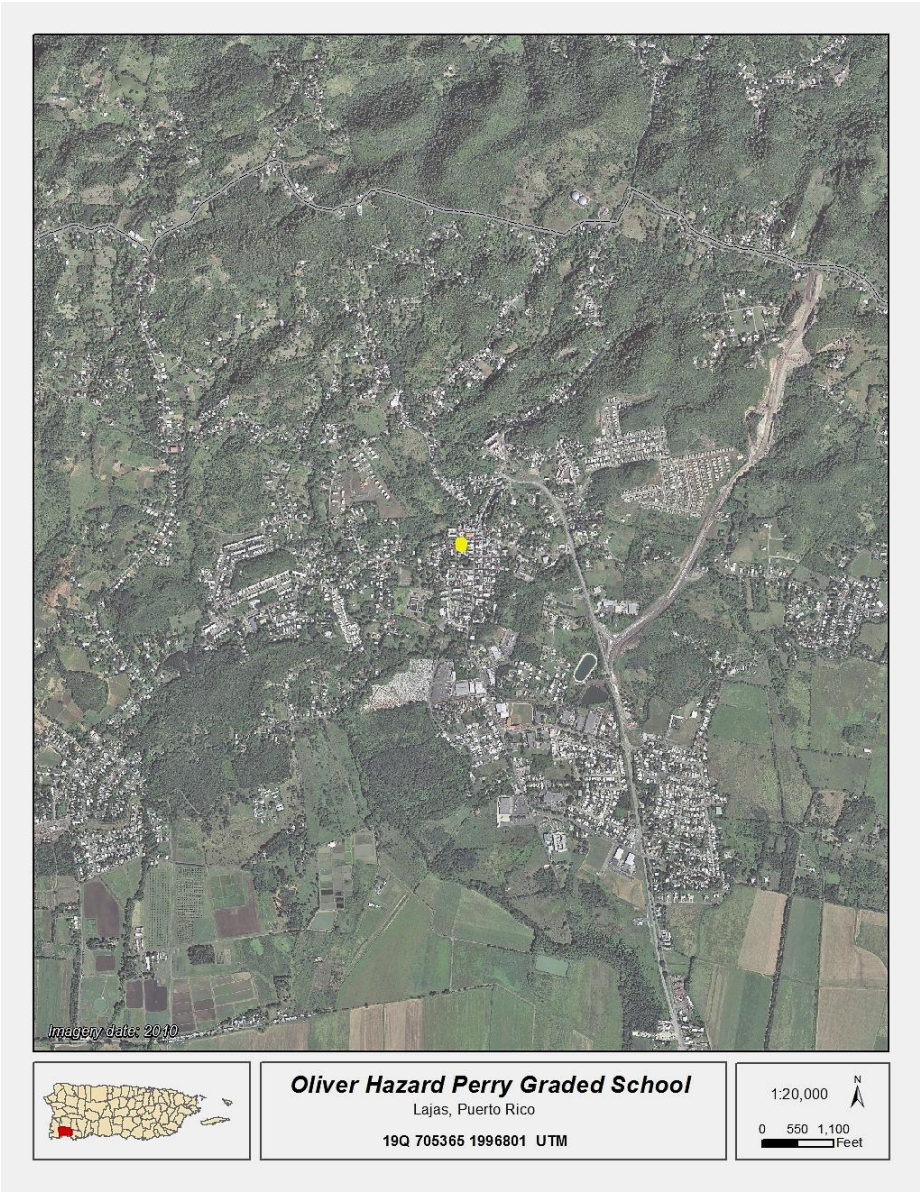 Imagery date: 2010
Oliver Hazard Perry Graded School
Lajas, Puerto Rico
19Q 705365 1996801 UTM
1:20,000
N
0 550 1,100
Feet